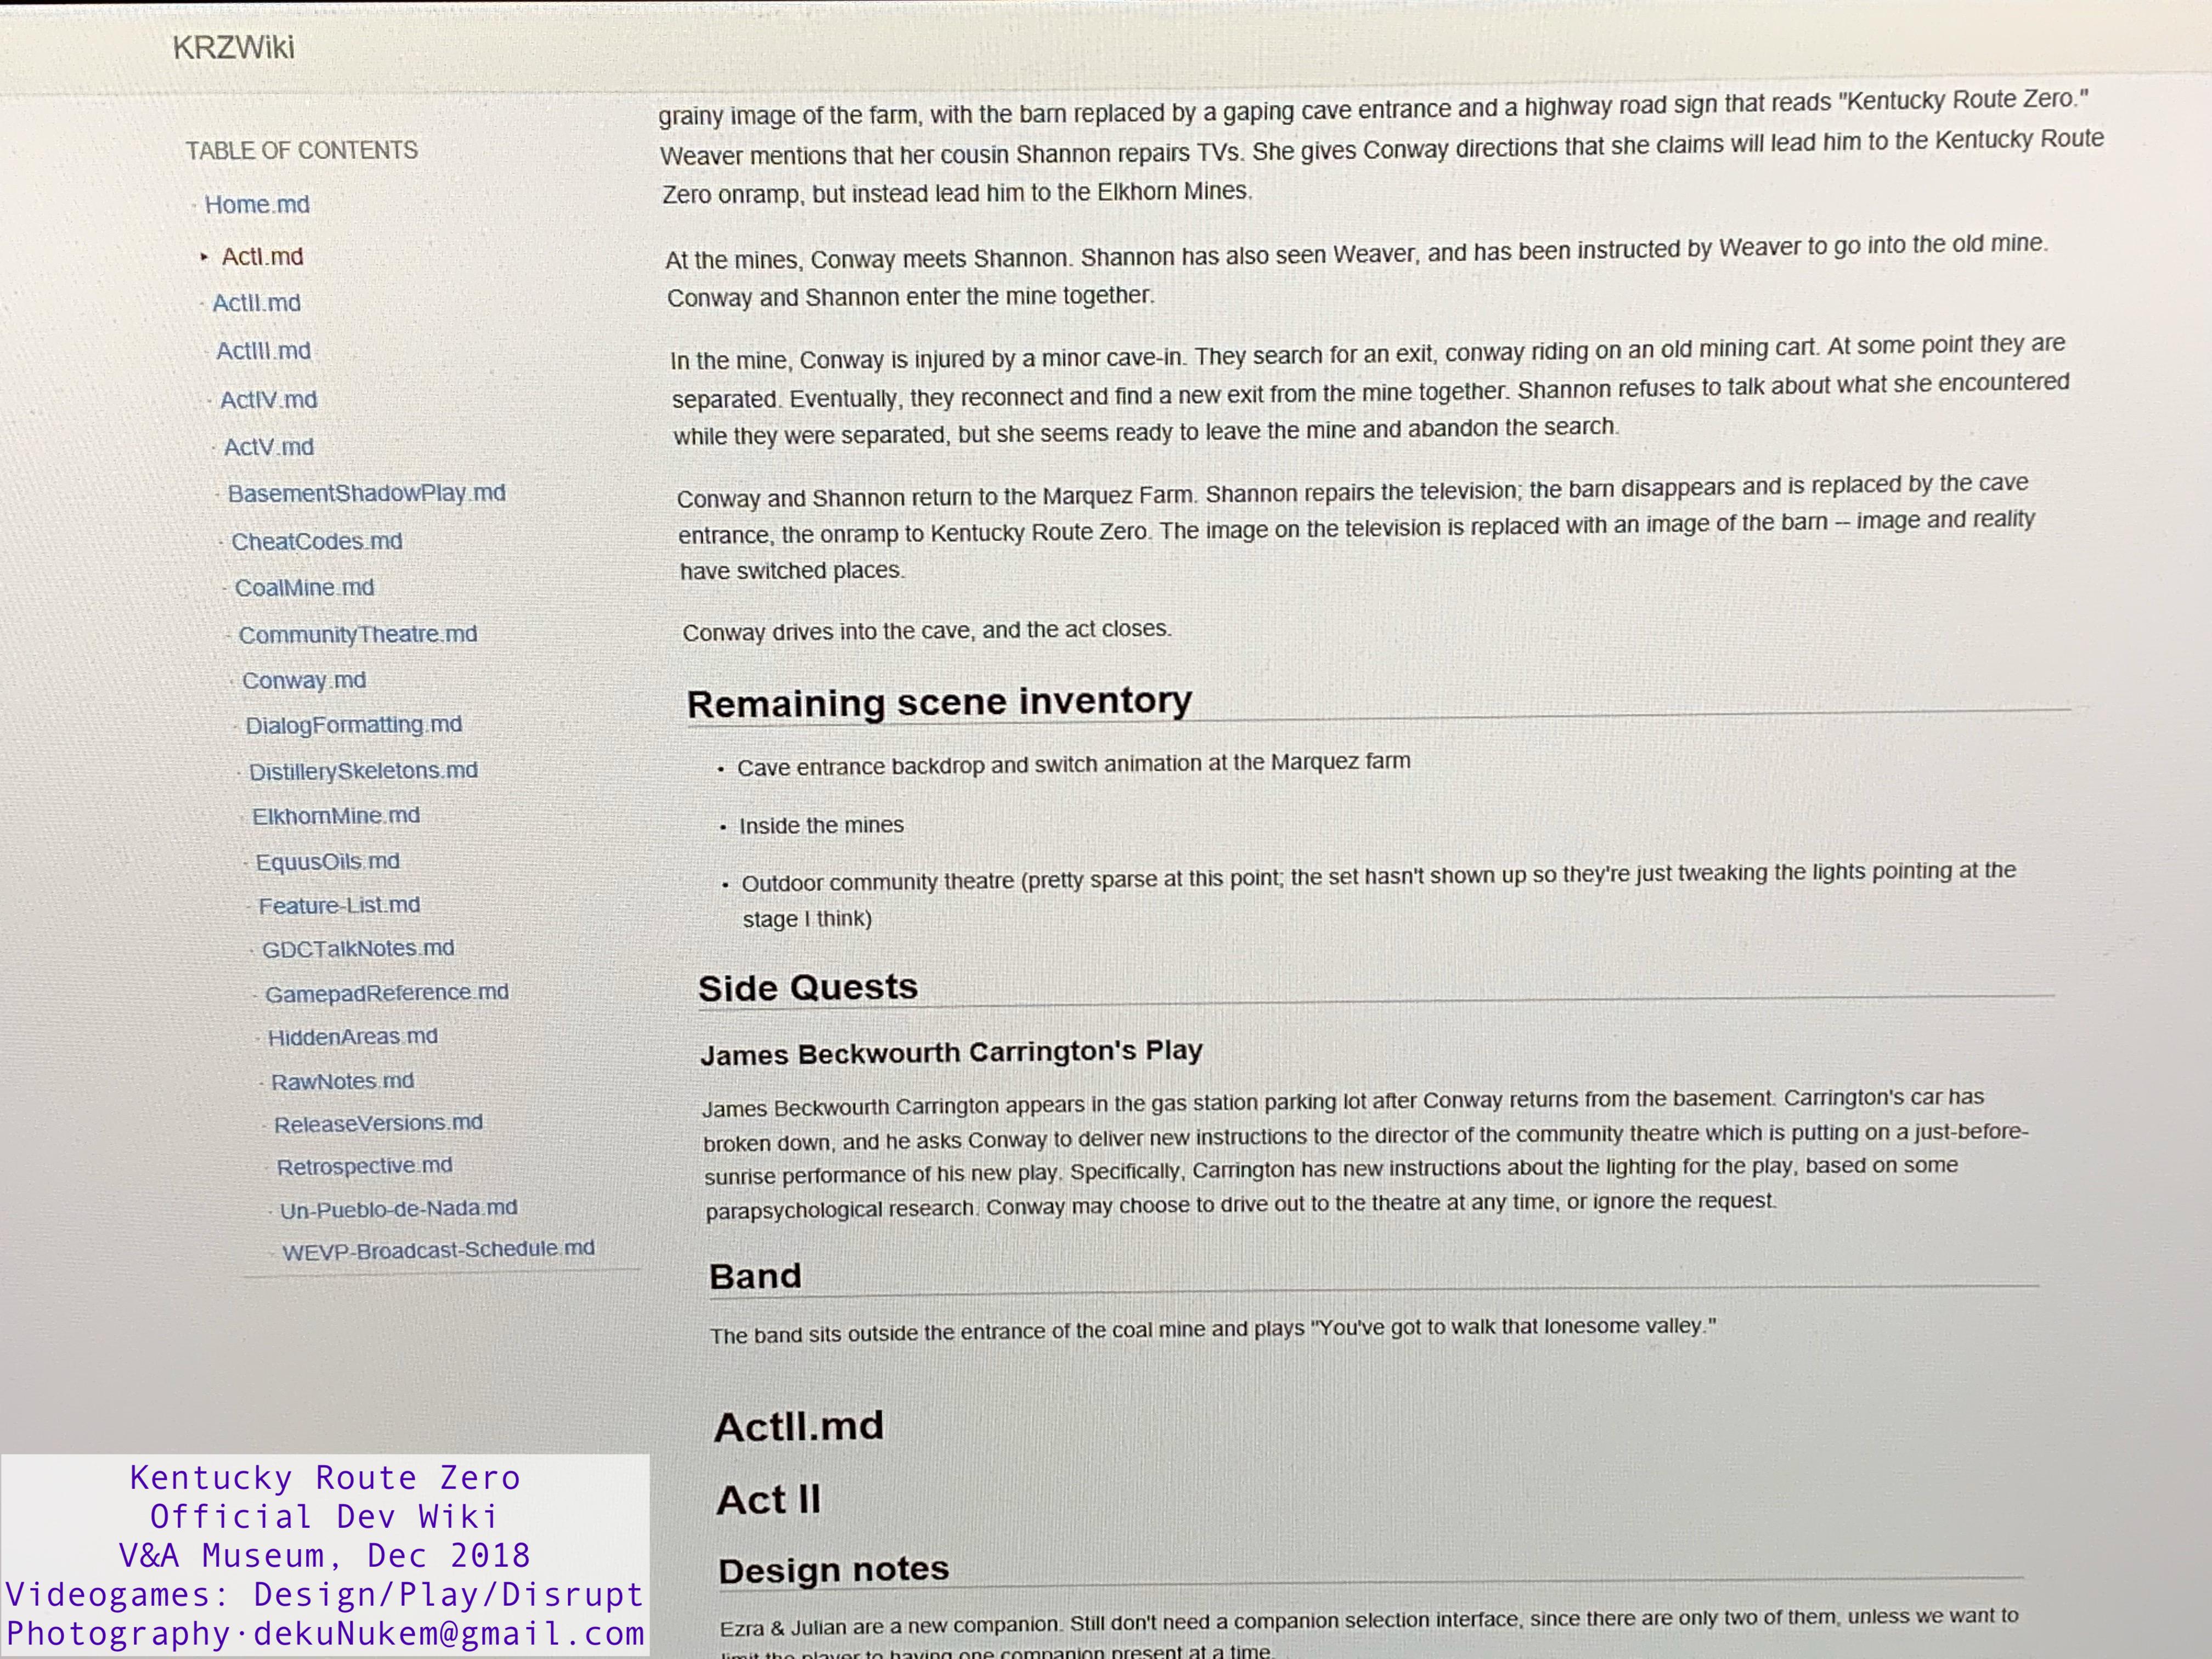 KRZWiki
TABLE OF CONTENTS
Home.md
ActI.md
ActII.md
ActIII.md
ActIV.md
ActV.md
BasementShadowPlay.md
CheatCodes.md
CoalMine.md
CommunityTheatre.md
Conway.md
DialogFormatting.md
DistillerySkeletons.md
ElkhornMine.md
EquusOils.md
Feature-List.md
GDCTalkNotes.md
GamepadReference.md
HiddenAreas.md
RawNotes.md
ReleaseVersions.md
Retrospective.md
Un-Pueblo-de-Nada.md
WEVP-Broadcast-Schedule.md
grainy image of the farm, with the barn replaced by a gaping cave entrance and a highway road sign that reads "Kentucky Route Zero."
Weaver mentions that her cousin Shannon repairs TVs. She gives Conway directions that she claims will lead him to the Kentucky Route
Zero onramp, but instead lead him to the Elkhorn Mines.
At the mines, Conway meets Shannon. Shannon has also seen Weaver, and has been instructed by Weaver to go into the old mine.
Conway and Shannon enter the mine together.
In the mine, Conway is injured by a minor cave-in. They search for an exit, conway riding on an old mining cart. At some point they are
separated. Eventually, they reconnect and find a new exit from the mine together. Shannon refuses to talk about what she encountered
while they were separated, but she seems ready to leave the mine and abandon the search.
Conway and Shannon return to the Marquez Farm. Shannon repairs the television; the barn disappears and is replaced by the cave
entrance, the onramp to Kentucky Route Zero. The image on the television is replaced with an image of the barn -- image and reality
have switched places.
Conway drives into the cave, and the act closes.
Remaining scene inventory
• Cave entrance backdrop and switch animation at the Marquez farm
• Inside the mines
• Outdoor community theatre (pretty sparse at this point; the set hasn't shown up so they're just tweaking the lights pointing at the
stage I think)
Side Quests
James Beckwourth Carrington's Play
James Beckwourth Carrington appears in the gas station parking lot after Conway returns from the basement. Carrington's car has
broken down, and he asks Conway to deliver new instructions to the director of the community theatre which is putting on a just-before-
sunrise performance of his new play. Specifically, Carrington has new instructions about the lighting for the play, based on some
parapsychological research. Conway may choose to drive out to the theatre at any time, or ignore the request.
Band
The band sits outside the entrance of the coal mine and plays "You've got to walk that lonesome valley."
ActII.md
Act II
Design notes
Ezra & Julian are a new companion. Still don't need a companion selection interface, since there are only two of them, unless we want to
limit the player to having one companion present at a time.
Kentucky Route Zero
Official Dev Wiki
V&A Museum, Dec 2018
Videogames: Design/Play/Disrupt
Photography·dekuNukem@gmail.com